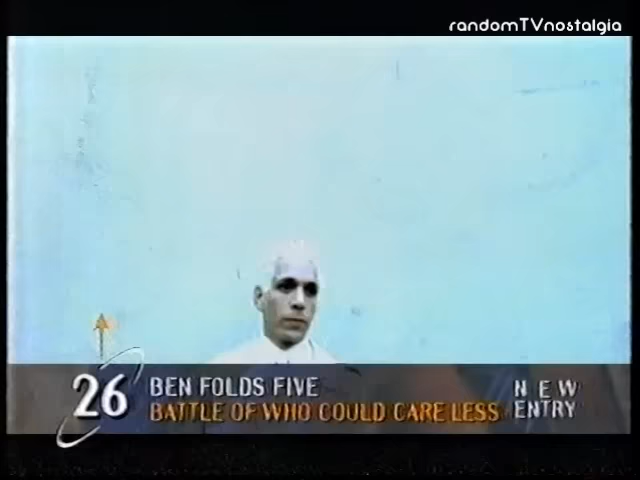 randomTVnostalgia
26
BEN FOLDS FIVE
BATTLE OF WHO COULD CARE LESS
NEW
ENTRY